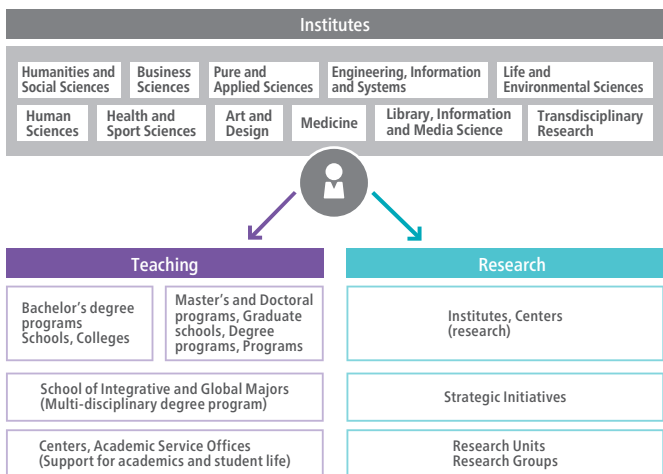 Institutes
Humanities and
Social Sciences
Business
Sciences
Pure and
Applied Sciences
Engineering, Information
and Systems
Life and
Environmental Sciences
Human
Sciences
Health and
Sport Sciences
Art and
Design
Medicine
Library, Information
and Media Science
Transdisciplinary
Research
Teaching
Bachelor's degree
programs
Schools, Colleges
Master's and Doctoral
programs, Graduate
schools, Degree
programs, Programs
School of Integrative and Global Majors
(Multi-disciplinary degree program)
Centers, Academic Service Offices
(Support for academics and student life)
Research
Institutes, Centers
(research)
Strategic Initiatives
Research Units
Research Groups